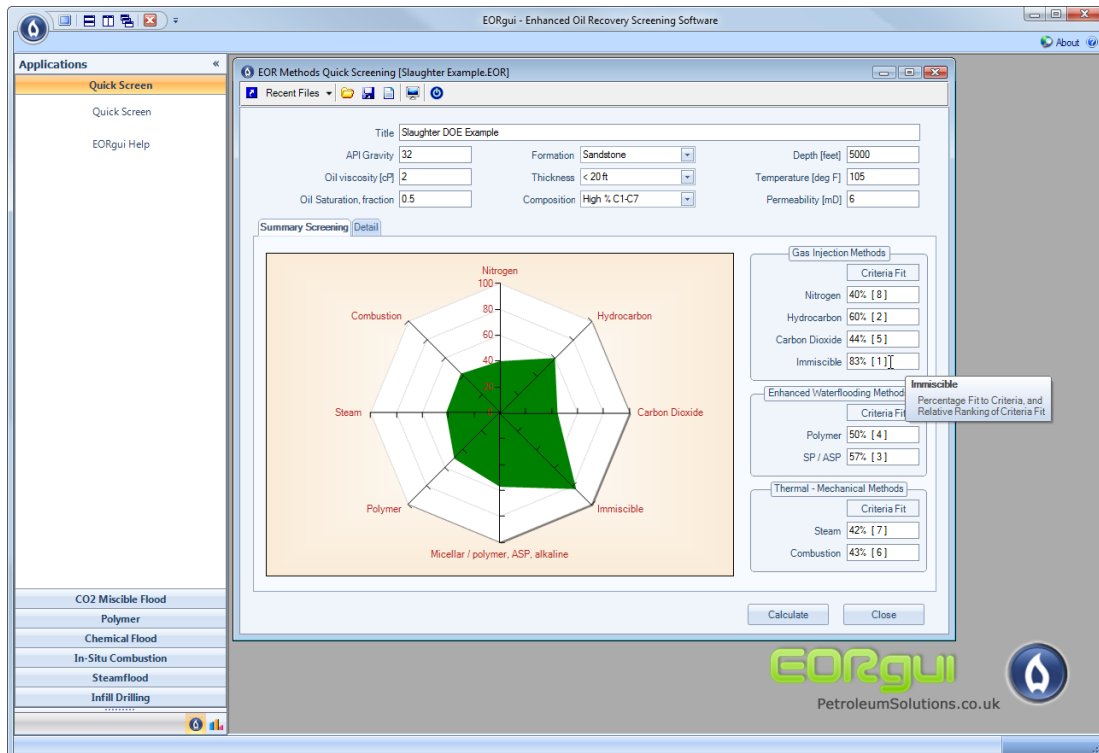 EORgui - Enhanced Oil Recovery Screening Software
About
Applications «
Quick Screen
Quick Screen
EORgui Help
CO2 Miscible Flood
Polymer
Chemical Flood
In-Situ Combustion
Steamflood
Infill Drilling
EOR Methods Quick Screening [Slaughter Example.EOR]
Recent Files
Title Slaughter DOE Example
API Gravity 32 Formation Sandstone Depth [feet] 5000
Oil viscosity [cP] 2 Thickness < 20 ft Temperature [deg F] 105
Oil Saturation, fraction 0.5 Composition High % C1-C7 Permeability [mD] 6
Summary Screening Detail
Nitrogen
100
80
60
40
20
0
Combustion
Hydrocarbon
Steam
Carbon Dioxide
Polymer
Immiscible
Micellar / polymer, ASP, alkaline
Gas Injection Methods
Criteria Fit
Nitrogen 40% [ 8 ]
Hydrocarbon 60% [ 2 ]
Carbon Dioxide 44% [ 5 ]
Immiscible 83% [ 1 ]
Immiscible
Percentage Fit to Criteria, and
Relative Ranking of Criteria Fit
Enhanced Waterflooding Method
Criteria Fit
Polymer 50% [ 4 ]
SP / ASP 57% [ 3 ]
Thermal - Mechanical Methods
Criteria Fit
Steam 42% [ 7 ]
Combustion 43% [ 6 ]
Calculate Close
EORgui
PetroleumSolutions.co.uk